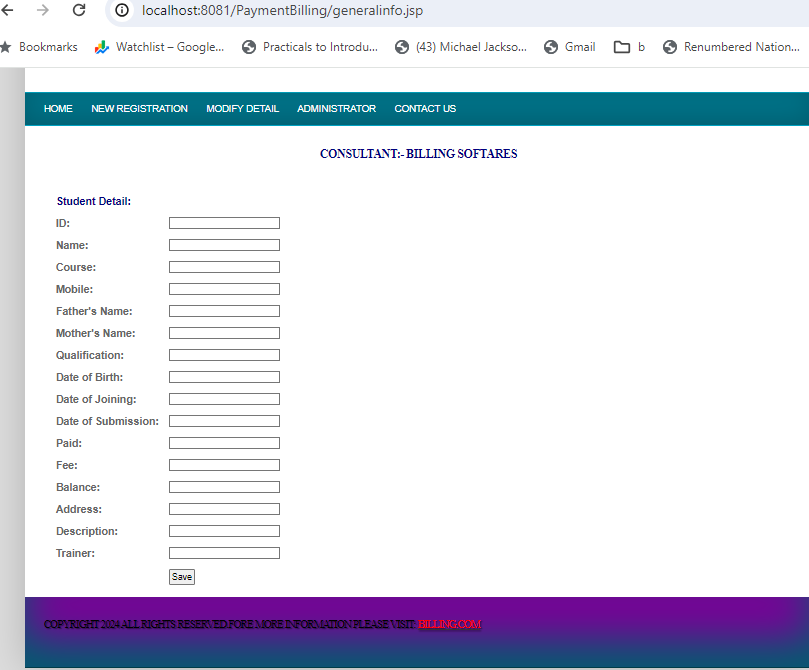 localhost:8081/PaymentBilling/generalinfo.jsp
Bookmarks Watchlist – Google... Practicals to Introdu... (43) Michael Jackso... Gmail b Renumbered Nation...
HOME NEW REGISTRATION MODIFY DETAIL ADMINISTRATOR CONTACT US
CONSULTANT:- BILLING SOFTARES
Student Detail:
ID:
Name:
Course:
Mobile:
Father's Name:
Mother's Name:
Qualification:
Date of Birth:
Date of Joining:
Date of Submission:
Paid:
Fee:
Balance:
Address:
Description:
Trainer:
Save
COPYRIGHT 2024 ALL RIGHTS RESERVED.FORE MORE INFORMATION PLEASE VISIT: BILLING.COM